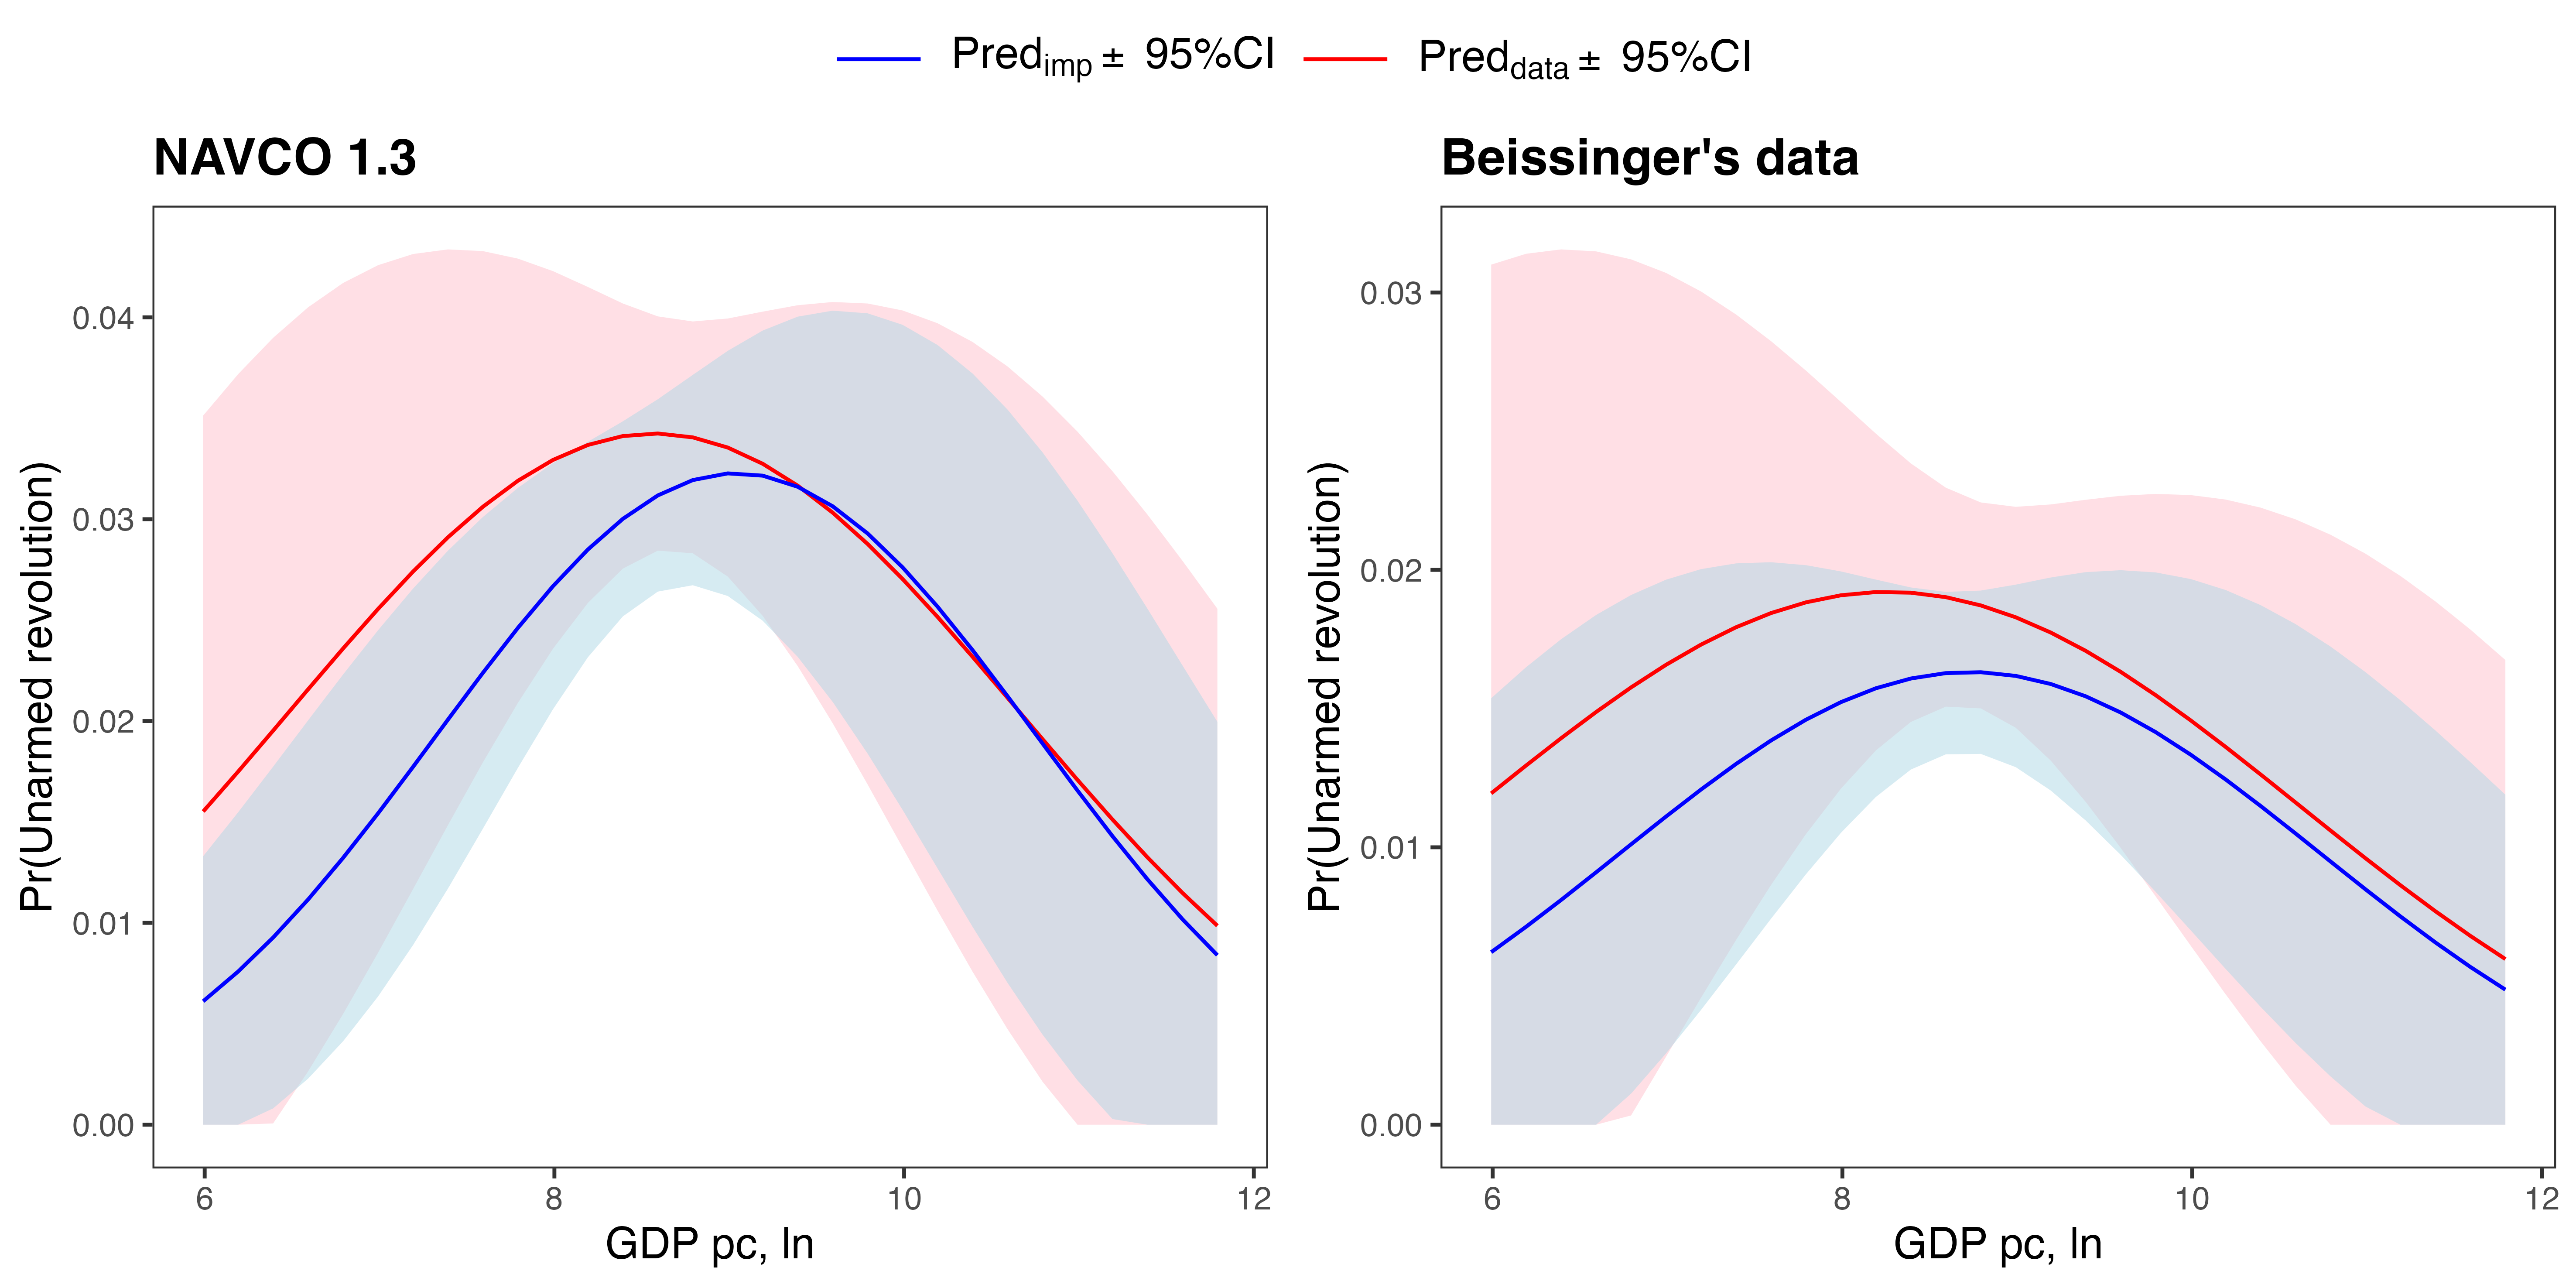 Pred_imp ± 95%CI Pred_data ± 95%CI
NAVCO 1.3
Pr(Unarmed revolution)
0.04
0.03
0.02
0.01
0.00
6 8 10 12
GDP pc, ln
Beissinger's data
Pr(Unarmed revolution)
0.03
0.02
0.01
0.00
6 8 10 12
GDP pc, ln